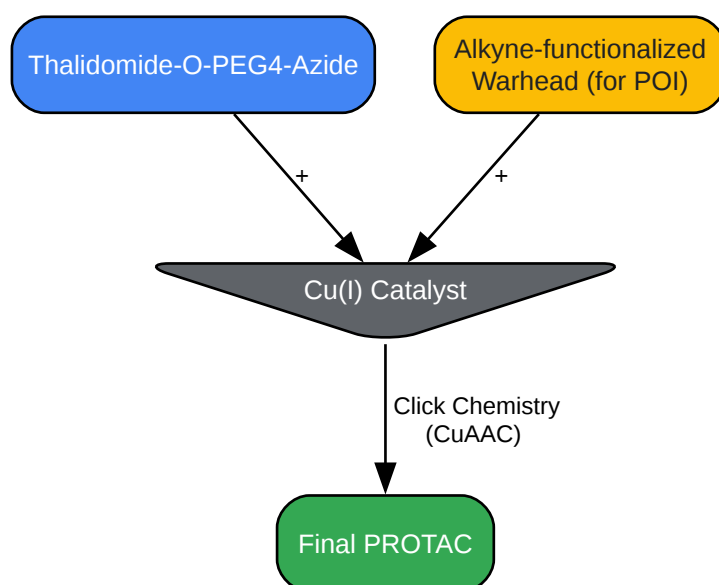 Thalidomide-O-PEG4-Azide
Alkyne-functionalized
Warhead (for POI)
+
+
Cu(I) Catalyst
Click Chemistry
(CuAAC)
Final PROTAC